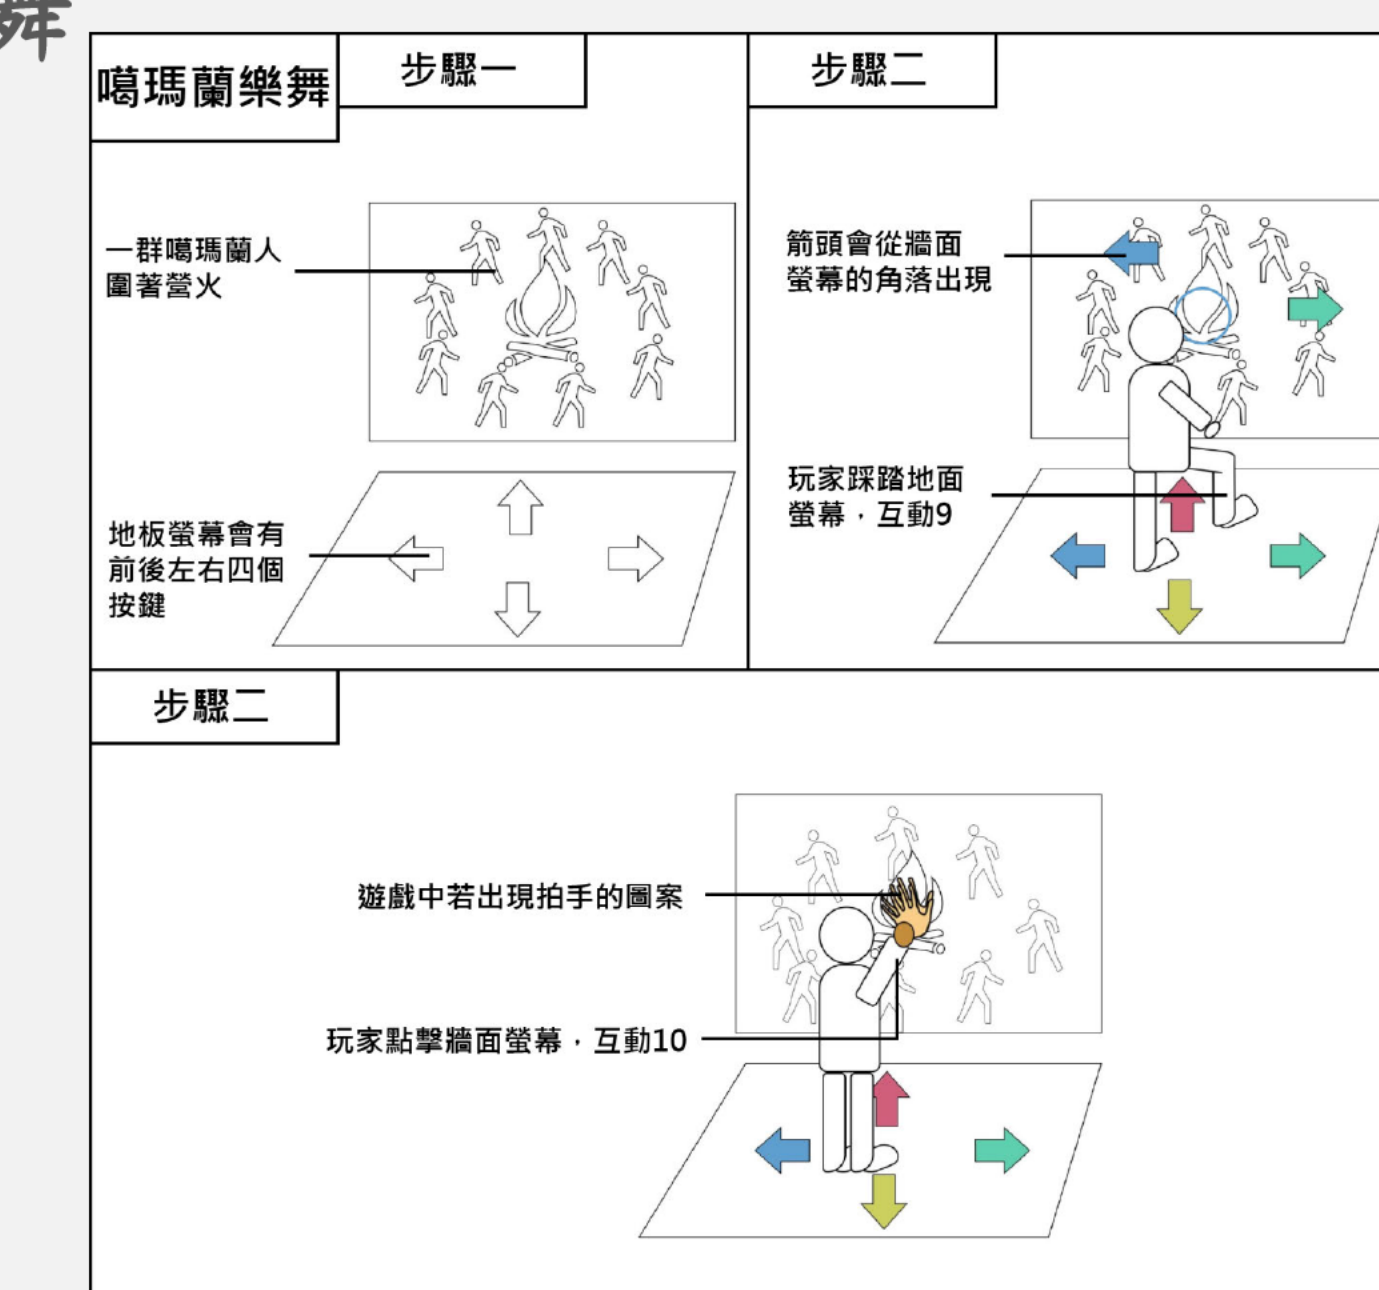 舞
噶瑪蘭樂舞
步驟一
一群噶瑪蘭人
圍著營火
地板螢幕會有
前後左右四個
按鍵
步驟二
箭頭會從牆面
螢幕的角落出現
玩家踩踏地面
螢幕，互動9
步驟二
遊戲中若出現拍手的圖案
玩家點擊牆面螢幕，互動10